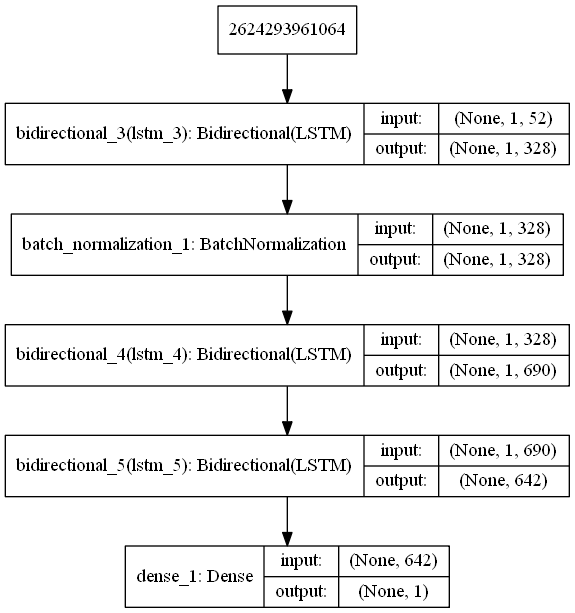 2624293961064
bidirectional_3(lstm_3): Bidirectional(LSTM)
input: (None, 1, 52)
output: (None, 1, 328)
batch_normalization_1: BatchNormalization
input: (None, 1, 328)
output: (None, 1, 328)
bidirectional_4(lstm_4): Bidirectional(LSTM)
input: (None, 1, 328)
output: (None, 1, 690)
bidirectional_5(lstm_5): Bidirectional(LSTM)
input: (None, 1, 690)
output: (None, 642)
dense_1: Dense
input: (None, 642)
output: (None, 1)